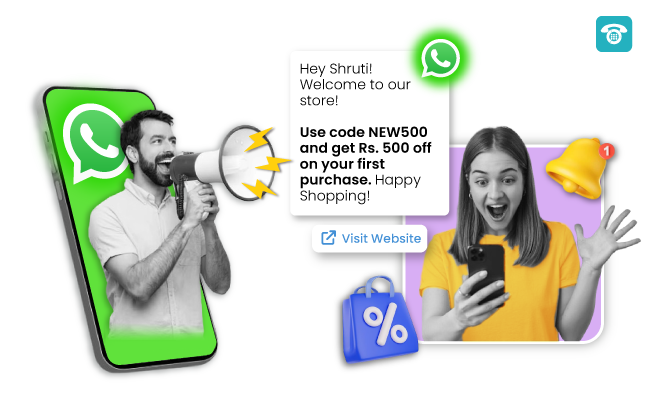 Hey Shruti!
Welcome to our
store!
Use code NEW500
and get Rs. 500 off
on your first
purchase. Happy
Shopping!
1
Visit Website
%